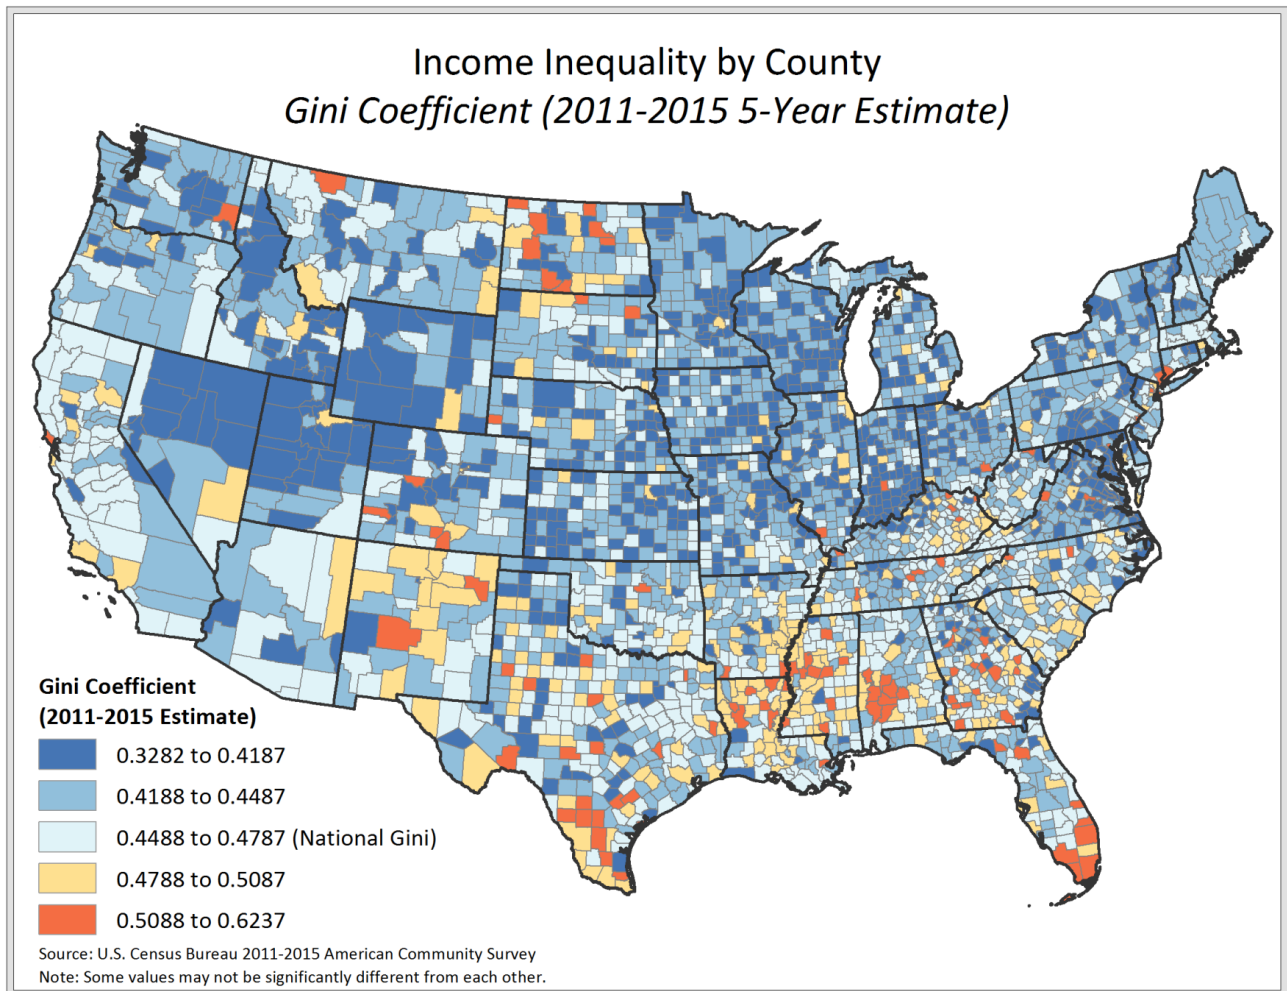 Income Inequality by County
Gini Coefficient (2011-2015 5-Year Estimate)
Gini Coefficient
(2011-2015 Estimate)
0.3282 to 0.4187
0.4188 to 0.4487
0.4488 to 0.4787 (National Gini)
0.4788 to 0.5087
0.5088 to 0.6237
Source: U.S. Census Bureau 2011-2015 American Community Survey
Note: Some values may not be significantly different from each other.